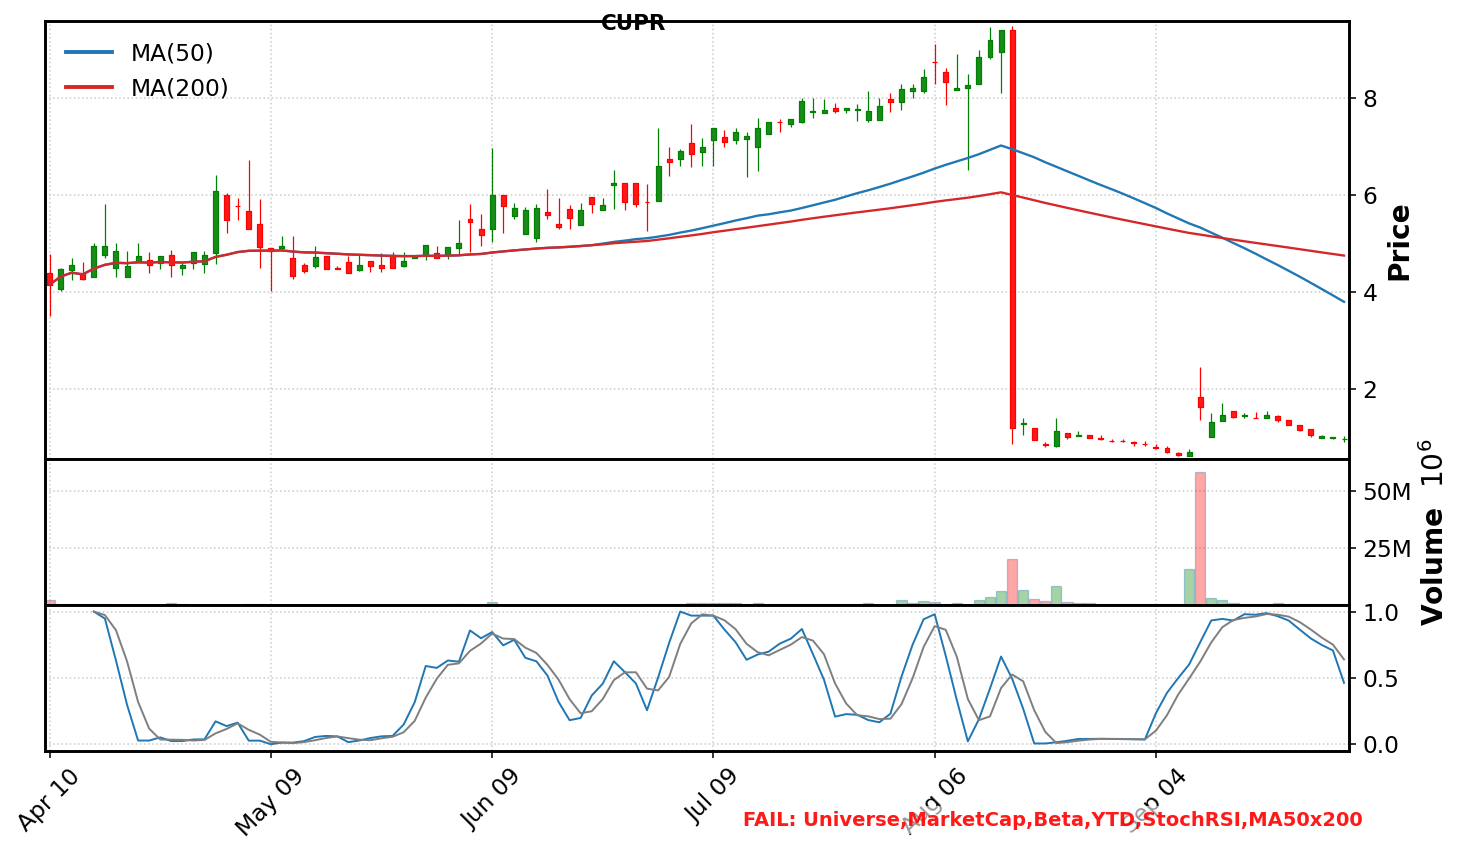 CUPR
MA(50)
MA(200)
8
6
4
2
Price
50M
25M
Volume 10^6
1.0
0.5
0.0
Apr 10
May 09
Jun 09
Jul 09
Aug 06
Sep 04
FAIL: Universe,MarketCap,Beta,YTD,StochRSI,MA50x200